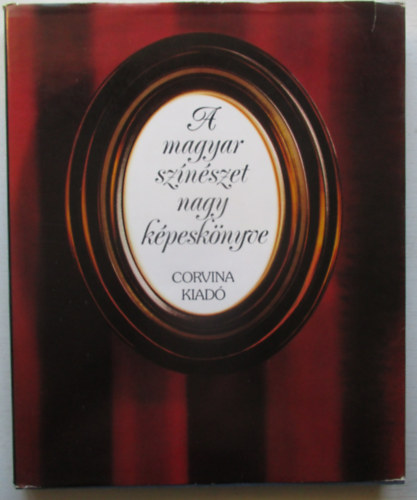 A
magyar
színészet
nagy
képeskönyve
CORVINA
KIADÓ